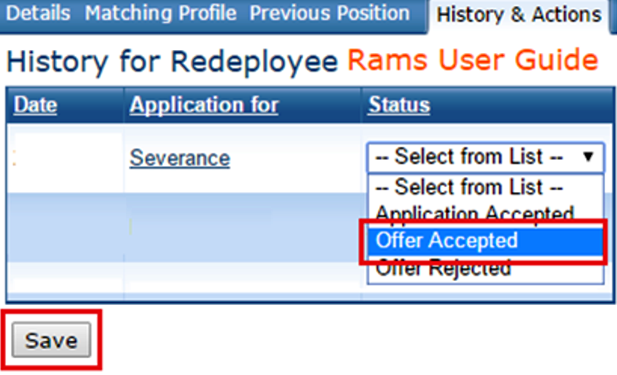 Details Matching Profile Previous Position History & Actions
History for Redeployee Rams User Guide
Date Application for Status
Severance -- Select from List --
-- Select from List --
Application Accepted
Offer Accepted
Offer Rejected
Save